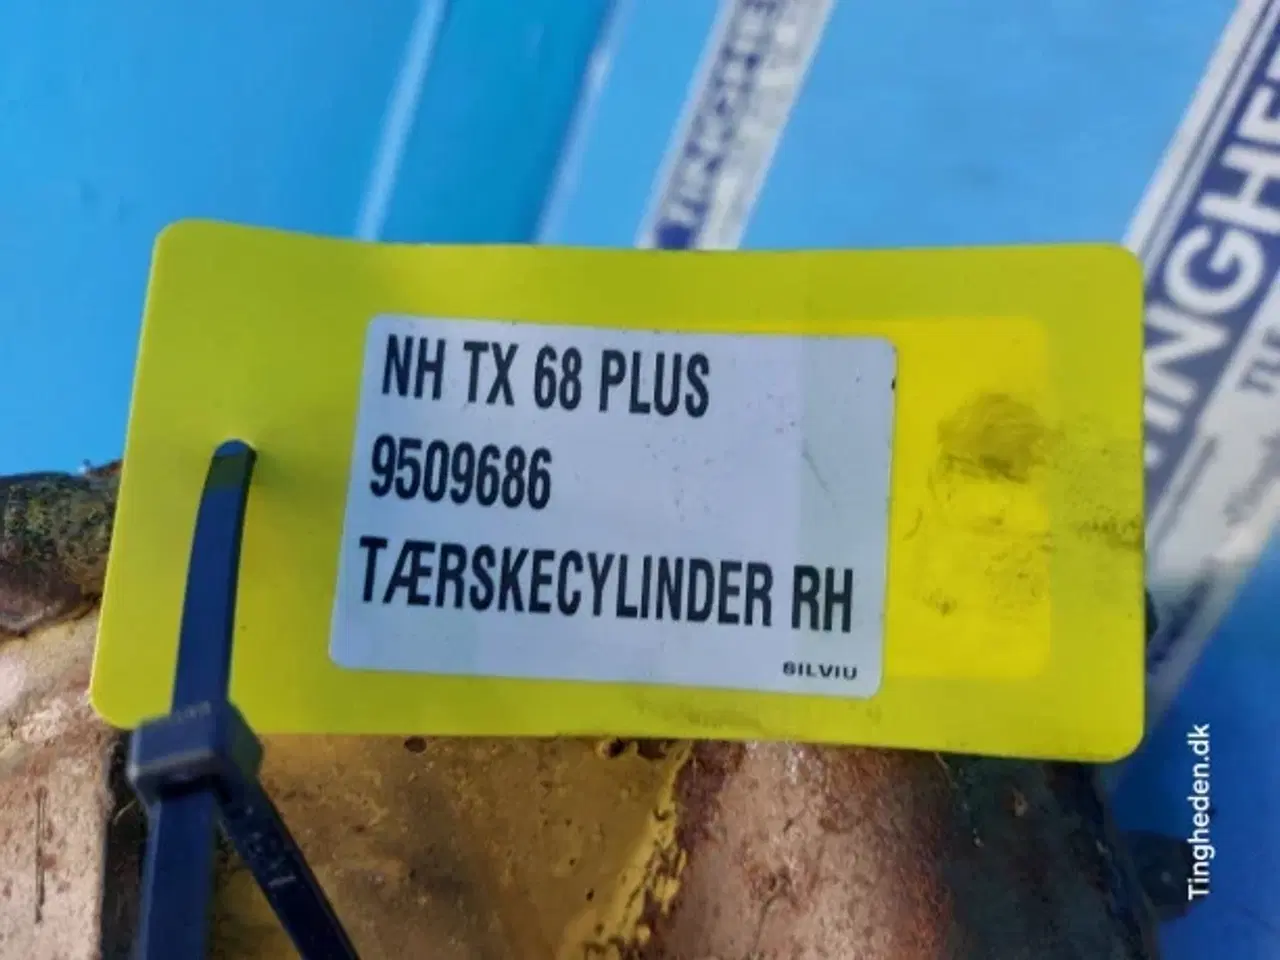 NH TX 68 PLUS
9509686
TÆRSKECYLINDER RH
SILVIU
Tingheden.dk